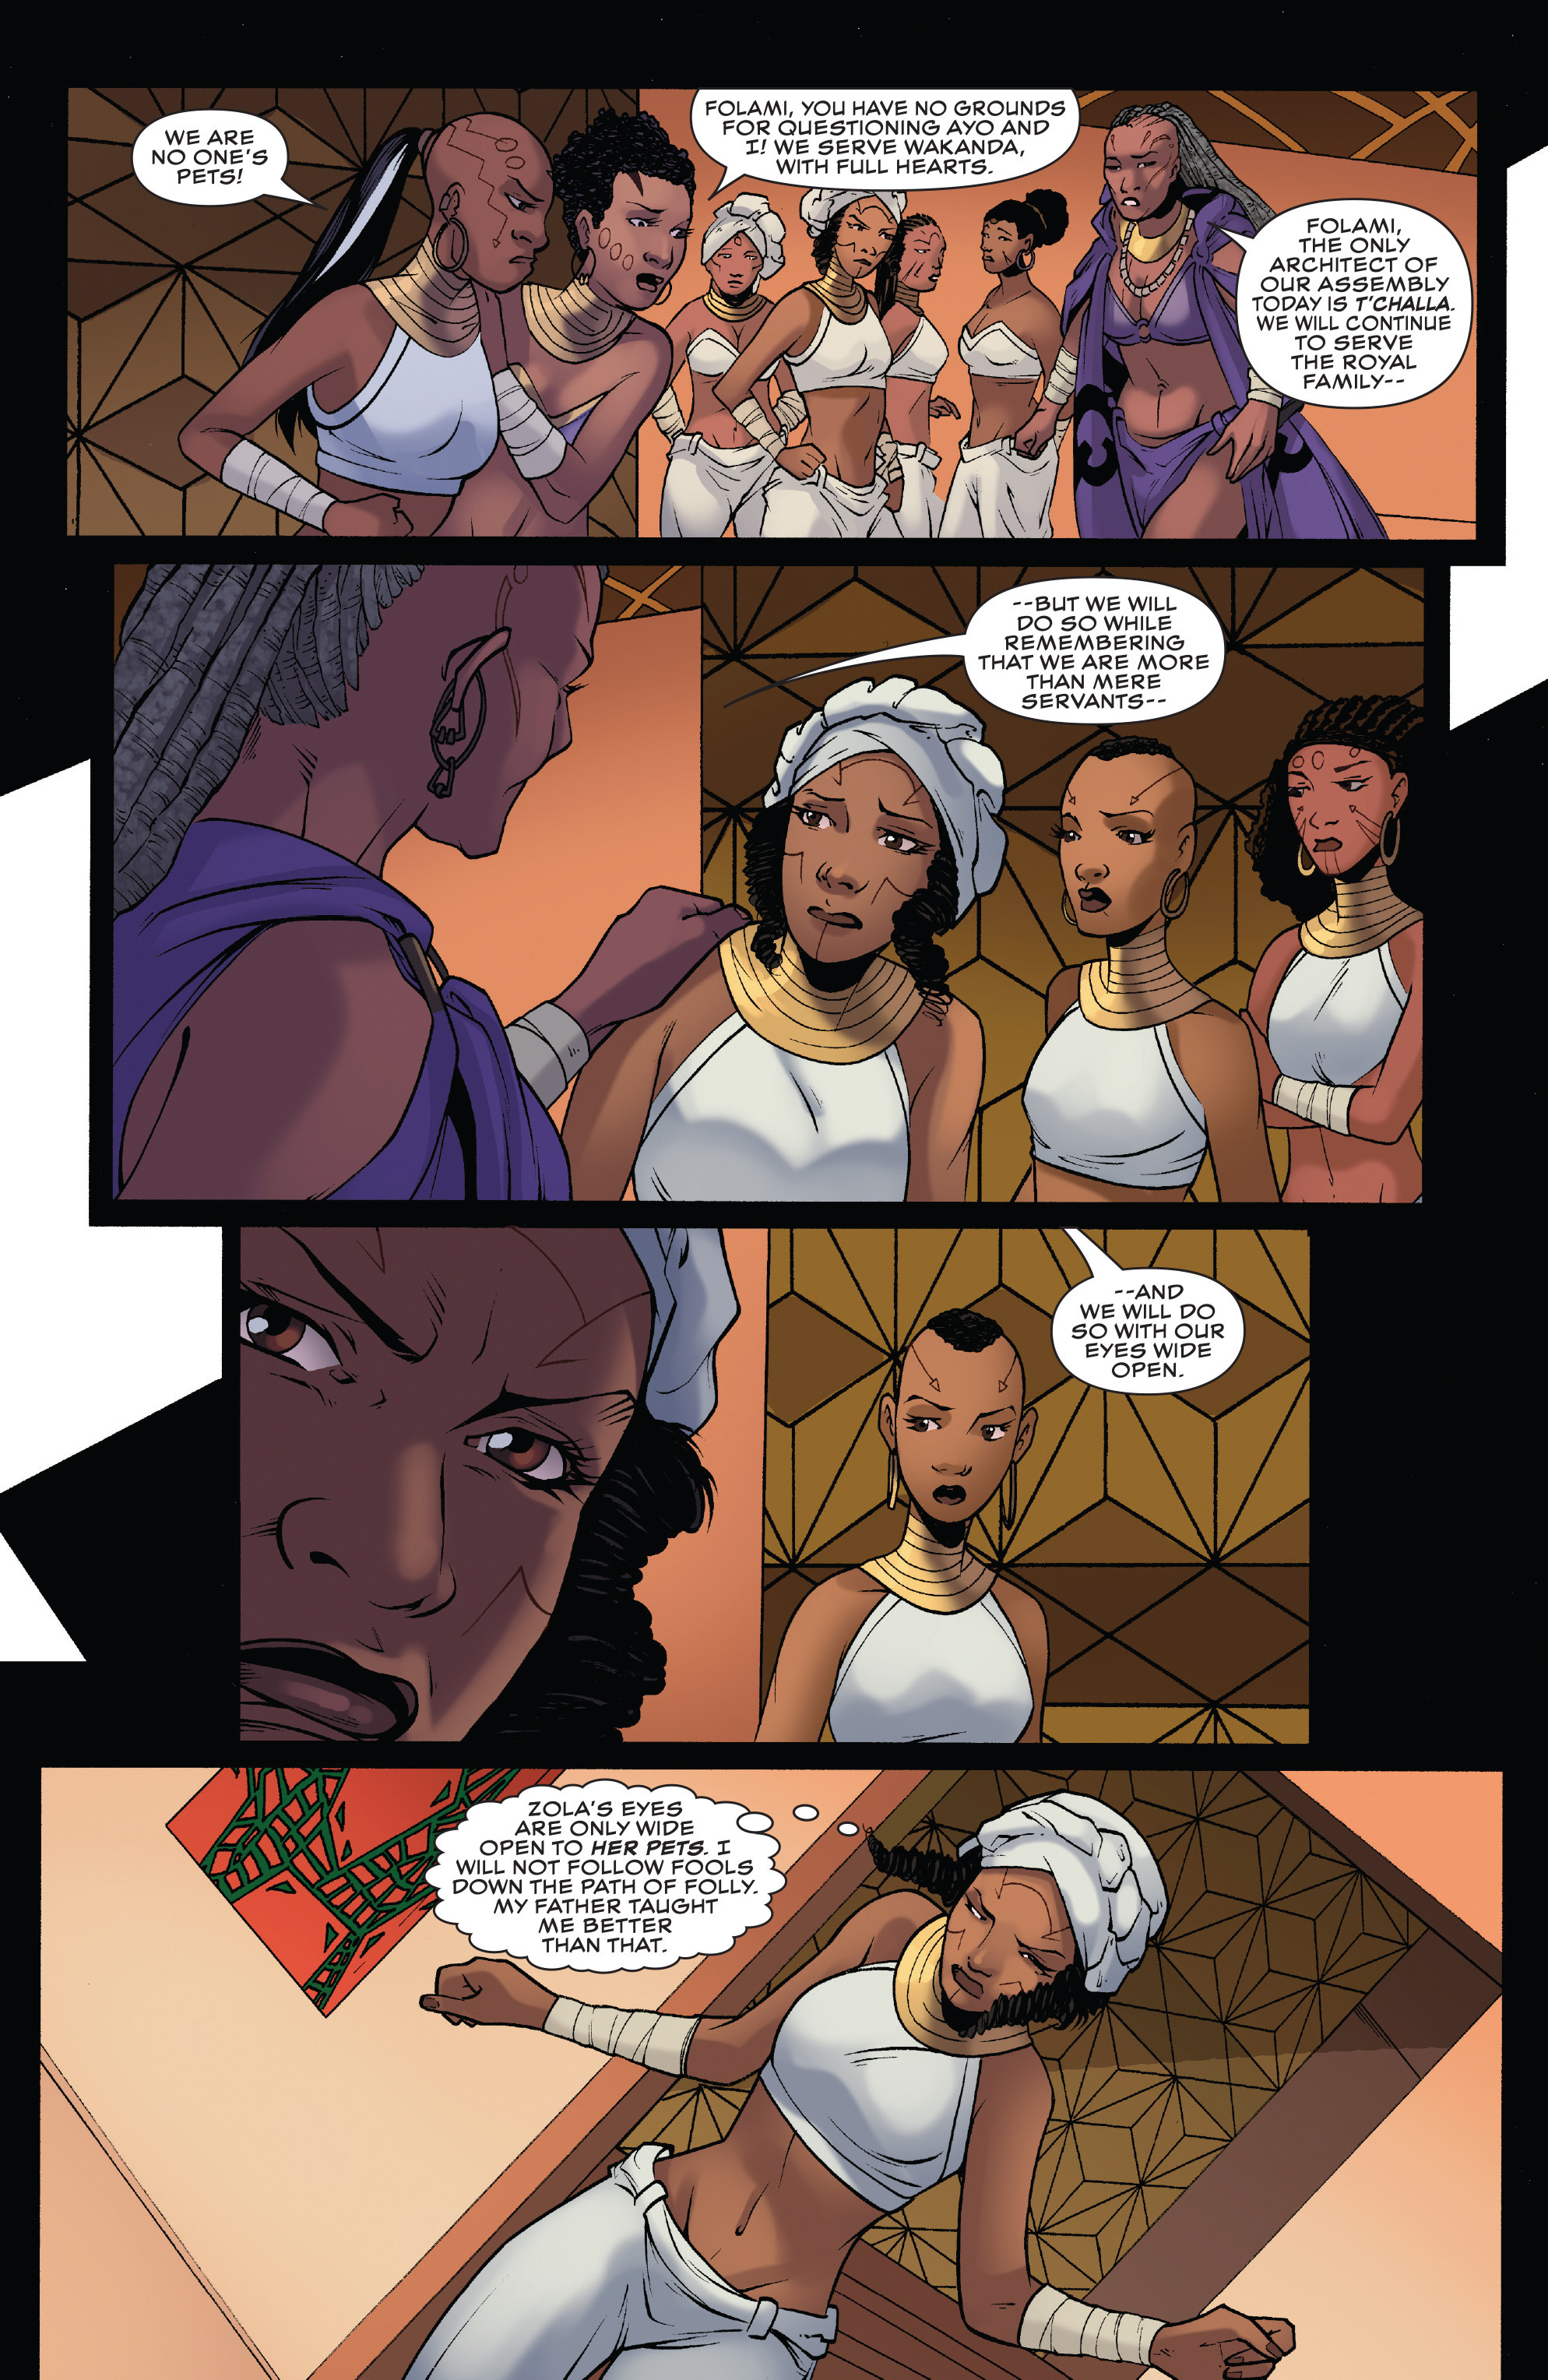 WE ARE
NO ONE'S
PETS!
FOLAMI, YOU HAVE NO GROUNDS
FOR QUESTIONING AYO AND
I! WE SERVE WAKANDA,
WITH FULL HEARTS.
FOLAMI,
THE ONLY
ARCHITECT OF
OUR ASSEMBLY
TODAY IS T'CHALLA.
WE WILL CONTINUE
TO SERVE
THE ROYAL
FAMILY--
--BUT WE WILL
DO SO WHILE
REMEMBERING
THAT WE ARE MORE
THAN MERE
SERVANTS--
--AND
WE WILL DO
SO WITH OUR
EYES WIDE
OPEN.
ZOLA'S EYES
ARE ONLY WIDE
OPEN TO HER PETS. I
WILL NOT FOLLOW FOOLS
DOWN THE PATH OF FOLLY.
MY FATHER TAUGHT
ME BETTER
THAN THAT.